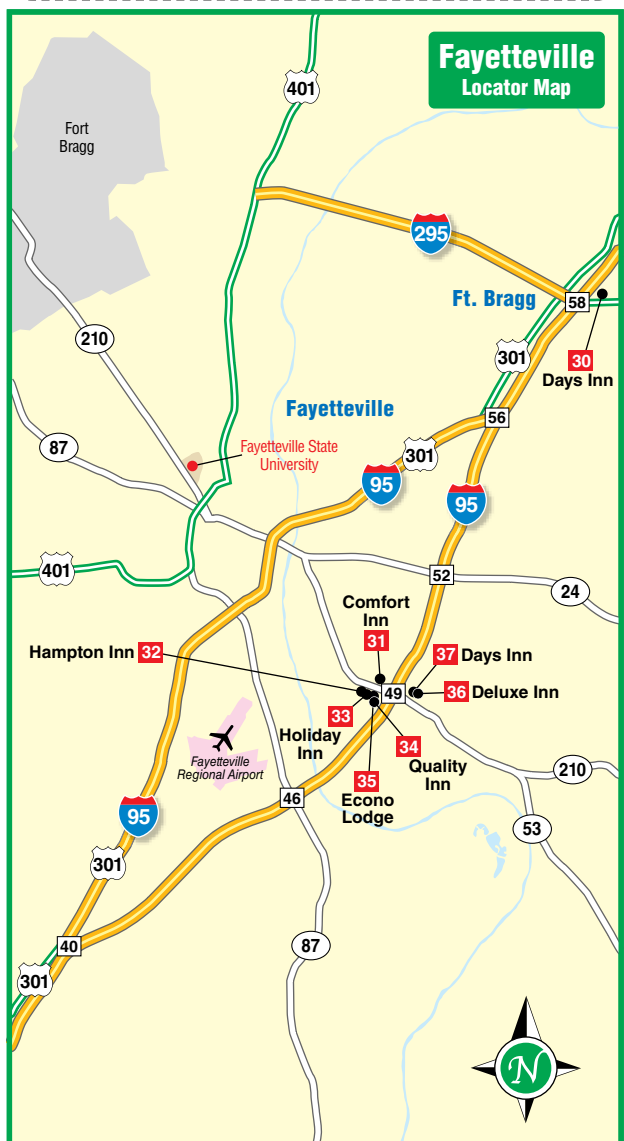 Fayetteville
Locator Map
401
Fort
Bragg
295
Ft. Bragg
58
210
301
30
Days Inn
Fayetteville
56
87
Fayetteville State
University
301
95
95
401
52
24
Comfort
Inn
31
Hampton Inn 32
37 Days Inn
49
36 Deluxe Inn
33
Holiday
Inn
34
Quality
Inn
Fayetteville
Regional Airport
35
Econo
Lodge
210
46
95
53
301
40
87
301
N